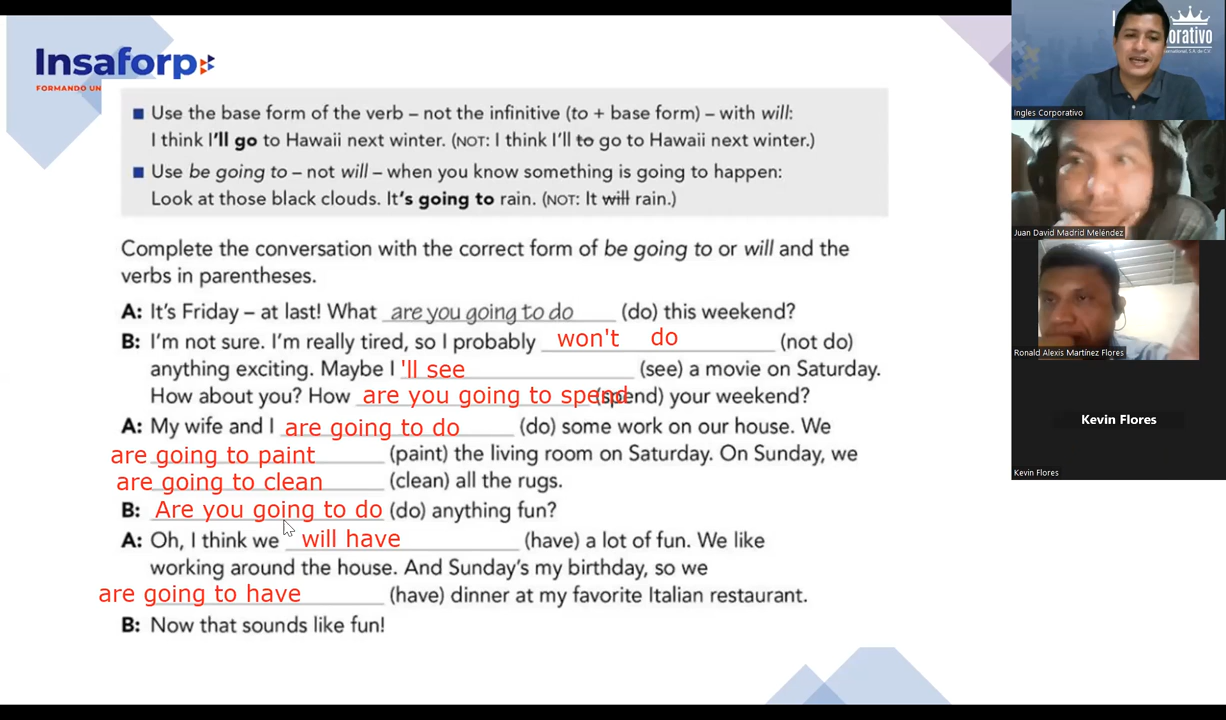 Insaforp
FORMANDO UN
■ Use the base form of the verb – not the infinitive (to + base form) – with will:
I think I'll go to Hawaii next winter. (NOT: I think I'll to go to Hawaii next winter.)
■ Use be going to – not will – when you know something is going to happen:
Look at those black clouds. It's going to rain. (NOT: It will rain.)
Complete the conversation with the correct form of be going to or will and the
verbs in parentheses.
A: It's Friday – at last! What are you going to do (do) this weekend?
B: I'm not sure. I'm really tired, so I probably won't do (not do)
anything exciting. Maybe I 'll see (see) a movie on Saturday.
How about you? How are you going to spend (spend) your weekend?
A: My wife and I are going to do (do) some work on our house. We
are going to paint (paint) the living room on Saturday. On Sunday, we
are going to clean (clean) all the rugs.
B: Are you going to do (do) anything fun?
A: Oh, I think we will have (have) a lot of fun. We like
working around the house. And Sunday's my birthday, so we
are going to have (have) dinner at my favorite Italian restaurant.
B: Now that sounds like fun!
Ingles Corporativo
Juan David Madrid Meléndez
Ronald Alexis Martínez Flores
Kevin Flores
Kevin Flores